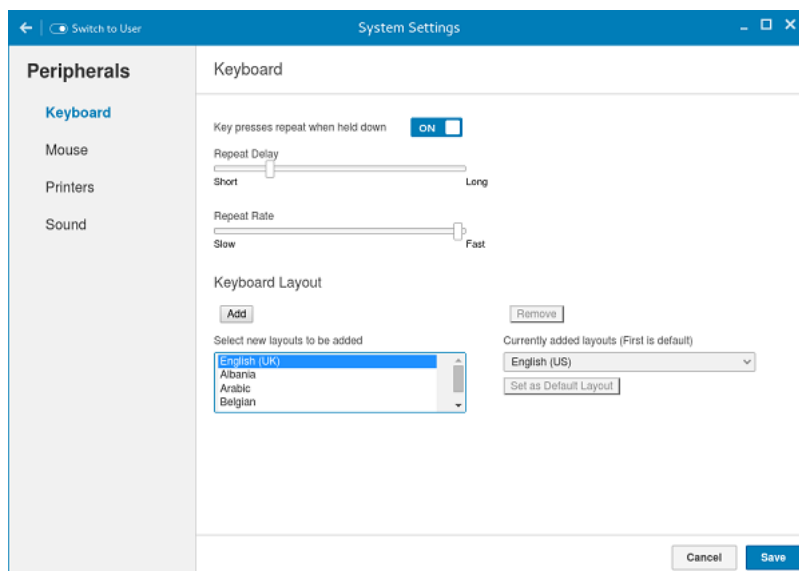 Switch to User
System Settings
Peripherals
Keyboard
Mouse
Printers
Sound
Keyboard
Key presses repeat when held down
ON
Repeat Delay
Short
Long
Repeat Rate
Slow
Fast
Keyboard Layout
Add
Remove
Select new layouts to be added
Currently added layouts (First is default)
English (UK)
Albania
Arabic
Belgian
English (US)
Set as Default Layout
Cancel
Save